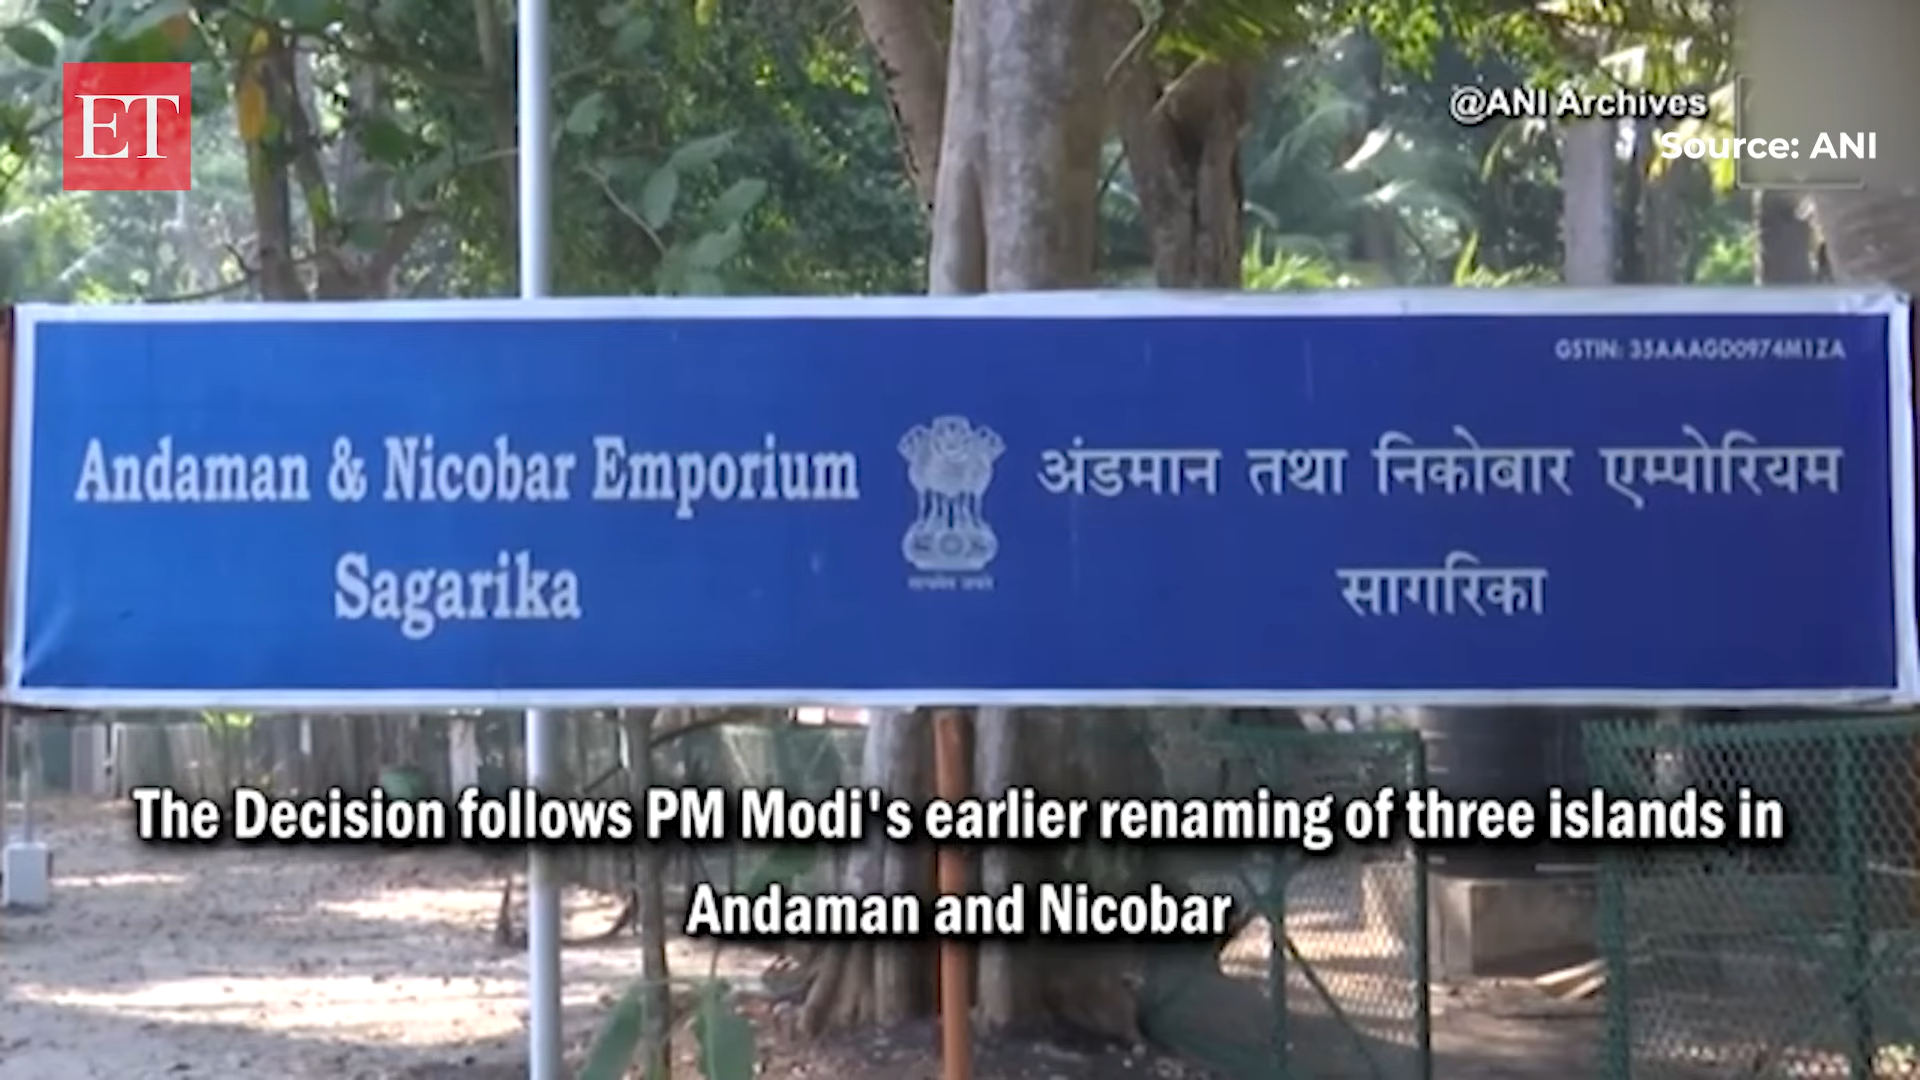 ET
@ANI Archives
Source: ANI
GSTIN: 35AAAGD0974M1ZA
Andaman & Nicobar Emporium
Sagarika
अंडमान तथा निकोबार एम्पोरियम
सागरिका
The Decision follows PM Modi's earlier renaming of three islands in
Andaman and Nicobar